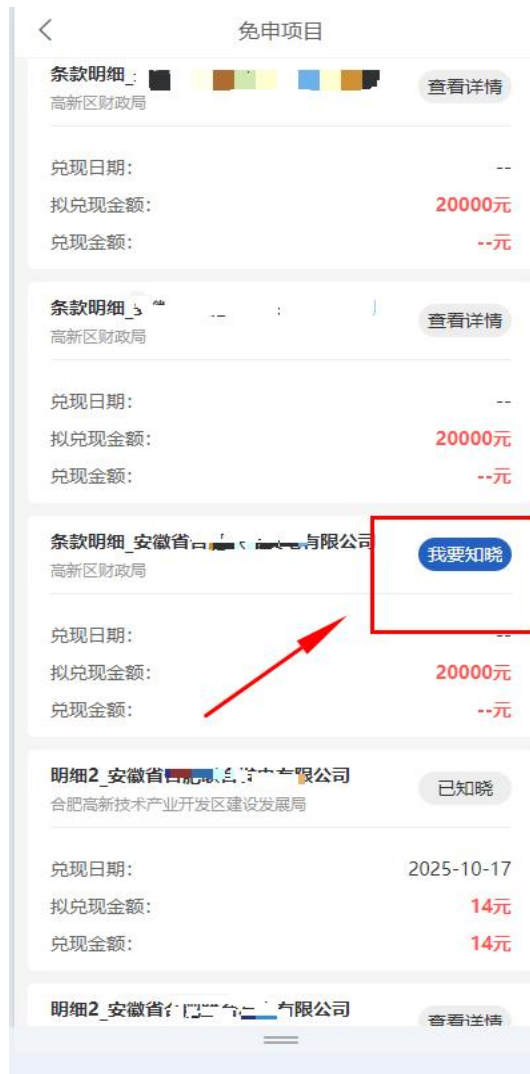 免申项目
条款明细_
查看详情
高新区财政局
兑现日期：
--
拟兑现金额：
20000元
兑现金额：
--元
条款明细_
查看详情
高新区财政局
兑现日期：
--
拟兑现金额：
20000元
兑现金额：
--元
条款明细_安徽省 有限公司
我要知晓
高新区财政局
兑现日期：
--
拟兑现金额：
20000元
兑现金额：
--元
明细2_安徽省 限公司
已知晓
合肥高新技术产业开发区建设发展局
兑现日期：
2025-10-17
拟兑现金额：
14元
兑现金额：
14元
明细2_安徽省 有限公司
查看详情